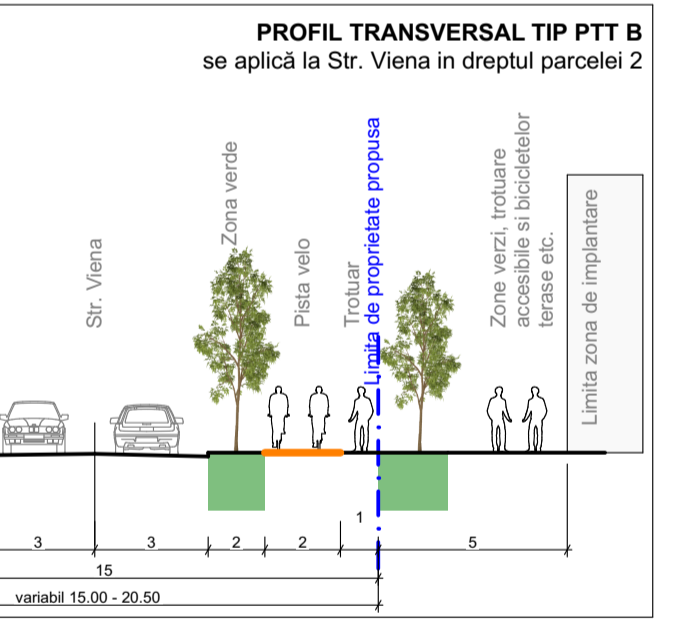 PROFIL TRANSVERSAL TIP PTT B
se aplică la Str. Viena in dreptul parcelei 2
Str. Viena
Zona verde
Pista velo
Trotuar
Limita de proprietate propusa
Zone verzi, trotuare
accesibile si bicicletelor
terase etc.
Limita zona de implantare
1
3
3
2
2
5
15
variabil 15.00 - 20.50